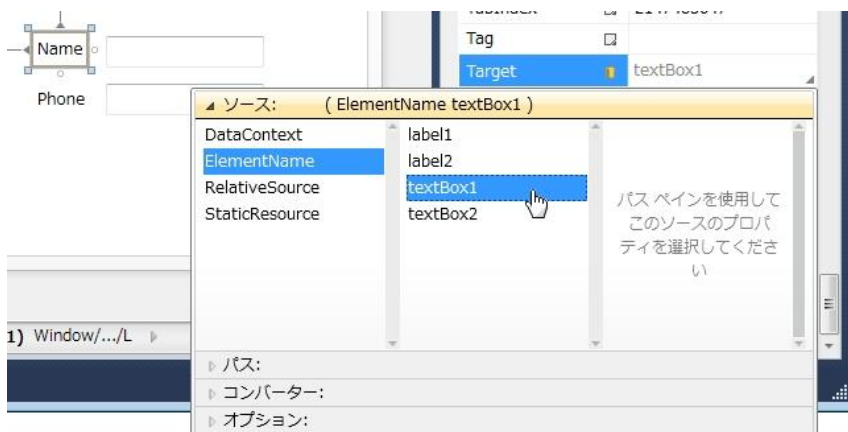 Name
Tag
Target textBox1
Phone
ソース: ( ElementName textBox1 )
DataContext
ElementName
RelativeSource
StaticResource
label1
label2
textBox1
textBox2
パス ペインを使用して
このソースのプロパ
ティを選択してくださ
い
1) Window/.../L
パス:
コンバーター:
オプション: